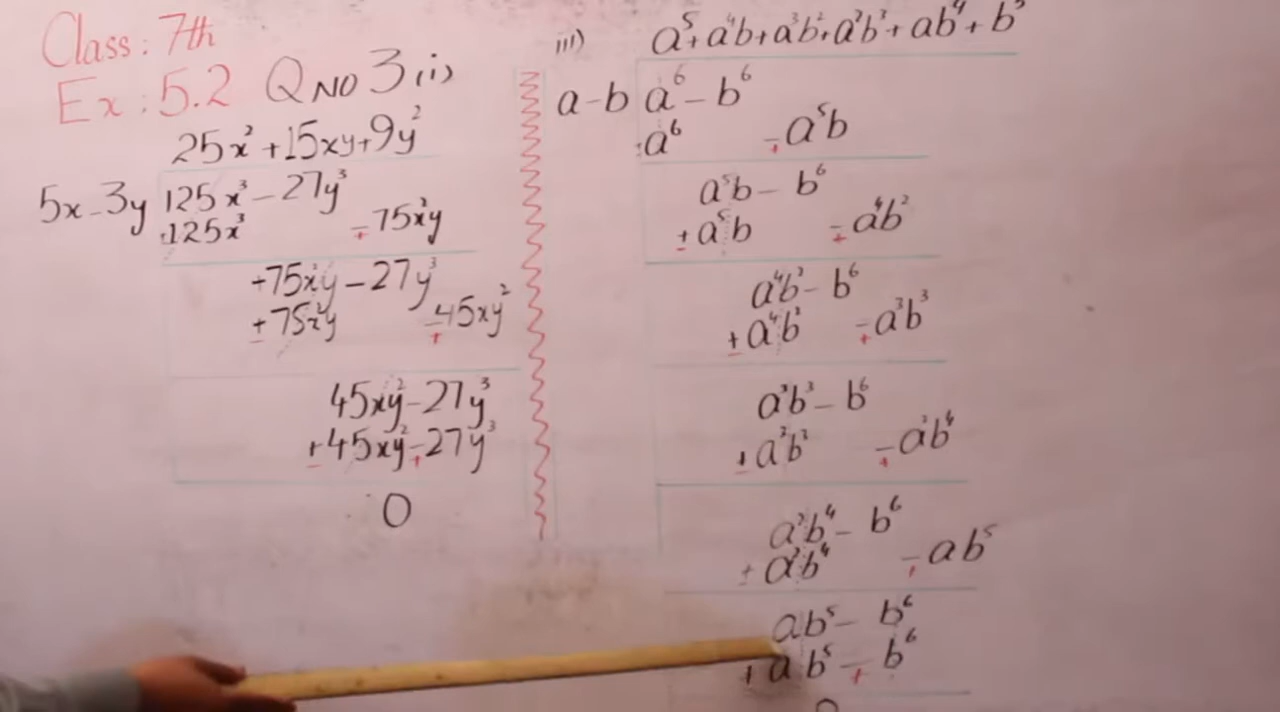 Class: 7th
Ex: 5.2 Q NO 3 (i)
25x² + 15xy + 9y²
5x - 3y 125x³ - 27y³
125x³ - 75x²y
+
+75x²y - 27y³
+75x²y - 45xy²
- +
45xy² - 27y³
+45xy² - 27y³
- +
0
iii) a⁵ + a⁴b + a³b² + a²b³ + ab⁴ + b⁵
a - b a⁶ - b⁶
a⁶ - a⁵b
+
a⁵b - b⁶
+a⁵b - a⁴b²
- +
a⁴b² - b⁶
+a⁴b² - a³b³
- +
a³b³ - b⁶
+a³b³ - a²b⁴
- +
a²b⁴ - b⁶
+a²b⁴ - ab⁵
- +
ab⁵ - b⁶
+ab⁵ - b⁶
+
0